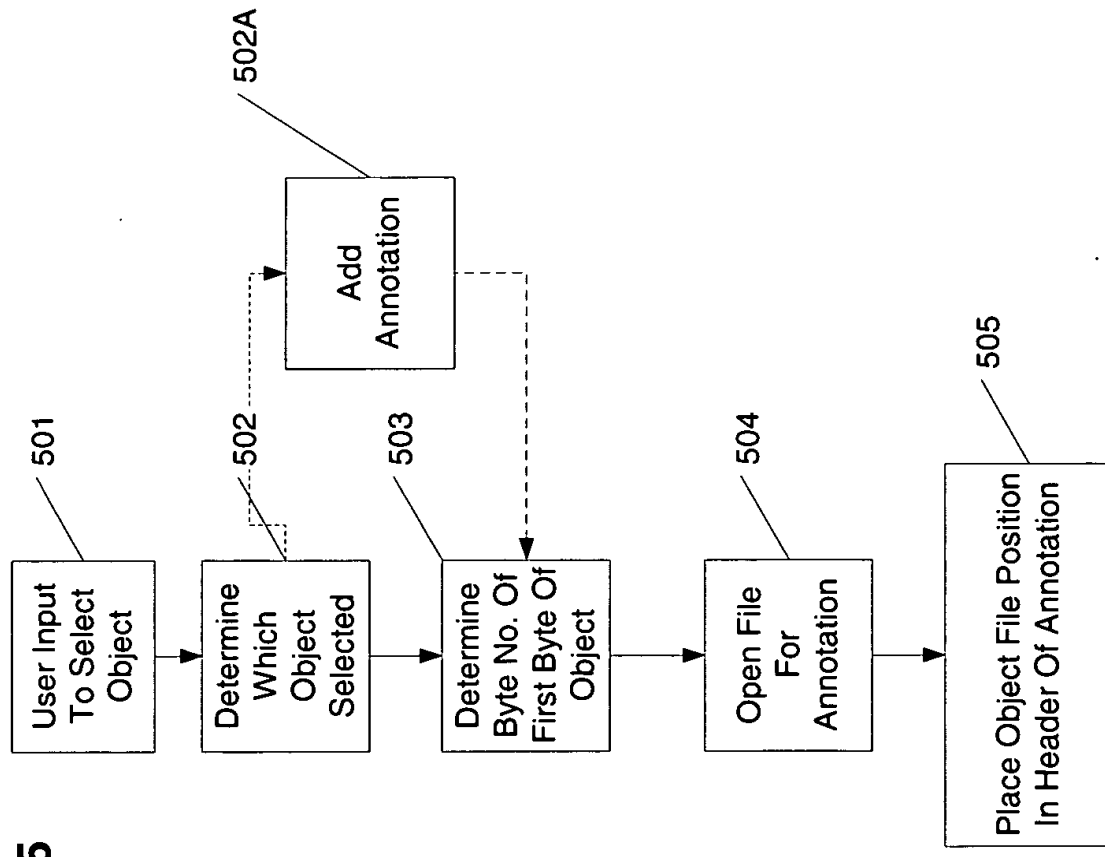 501
User Input
To Select
Object
502
Determine
Which
Object
Selected
502A
Add
Annotation
503
Determine
Byte No. Of
First Byte Of
Object
504
Open File
For
Annotation
505
Place Object File Position
In Header Of Annotation
5